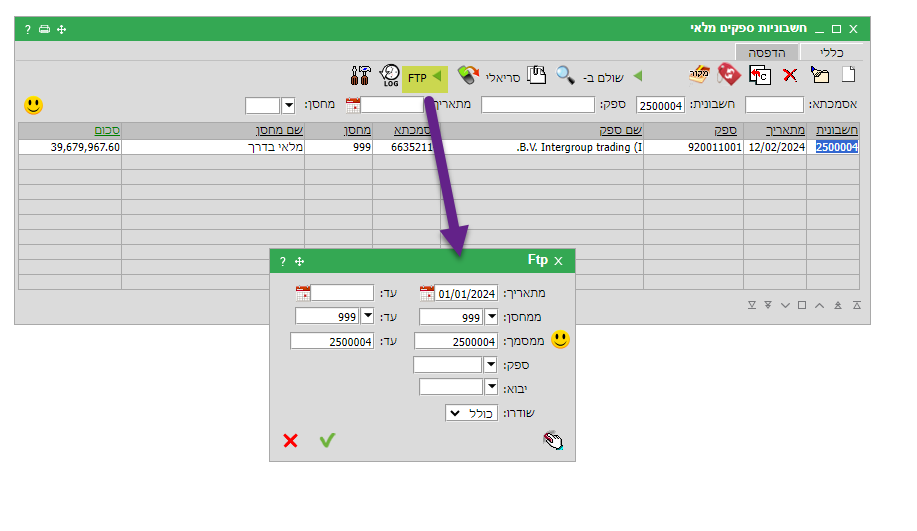 חשבוניות ספקים מלאי
?
כללי הדפסה
מקור C שולם ב- סריאלי FTP LOG
אסמכתא: חשבונית: 2500004 ספק: מתאריך: מחסן:
חשבונית מתאריך ספק שם ספק אסמכתא מחסן שם מחסן סכום
2500004 12/02/2024 920011001 B.V. Intergroup trading (I. 6635211 999 מלאי בדרך 39,679,967.60
Ftp ?
מתאריך: 01/01/2024 עד:
ממחסן: 999 עד: 999
ממסמך: 2500004 עד: 2500004
ספק:
יבוא:
שודרו: כולל